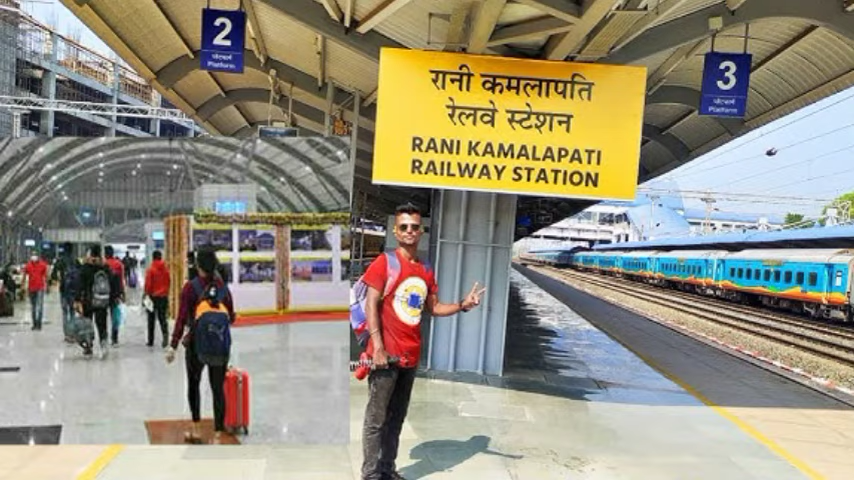 2
प्लेटफार्म
Platform
रानी कमलापति
रेलवे स्टेशन
RANI KAMALAPATI
RAILWAY STATION
3
प्लेटफार्म
Platform